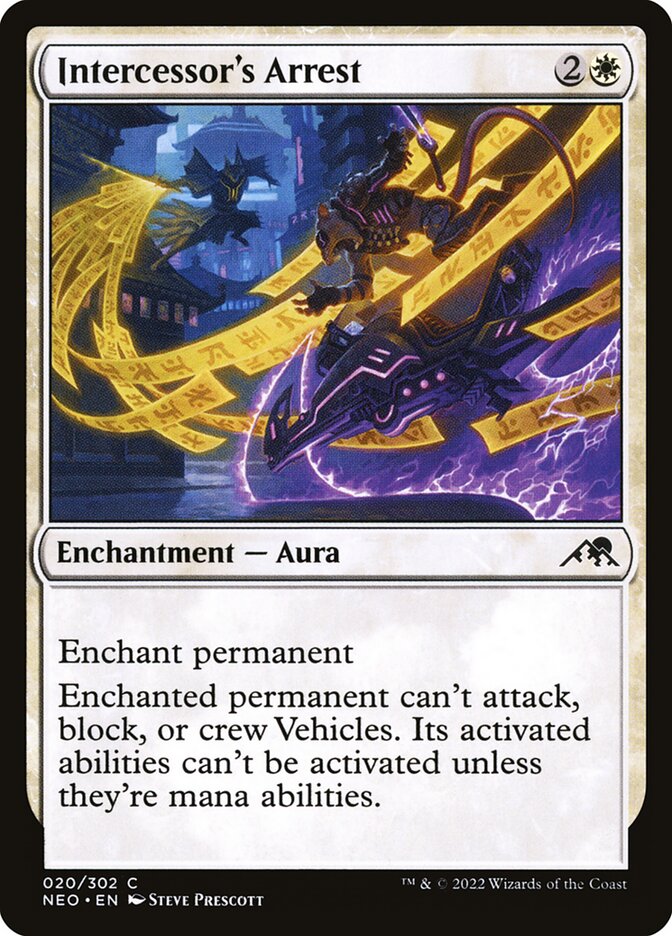 Intercessor's Arrest 2
Enchantment — Aura
Enchant permanent
Enchanted permanent can't attack,
block, or crew Vehicles. Its activated
abilities can't be activated unless
they're mana abilities.
020/302 C
™ & © 2022 Wizards of the Coast
NEO • EN Steve Prescott